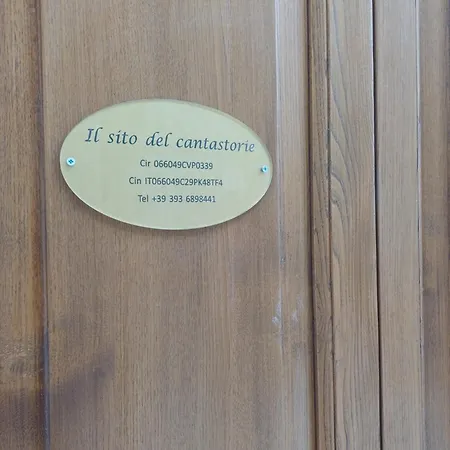 Il sito del cantastorie
Cir 066049CVP0339
Cin IT066049C29PK48TF4
Tel +39 393 6898441